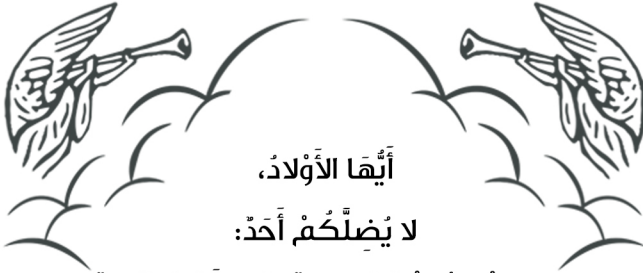 أَيُّهَا الأَوْلادُ،
لا يُضِلَّكُمْ أَحَدٌ: